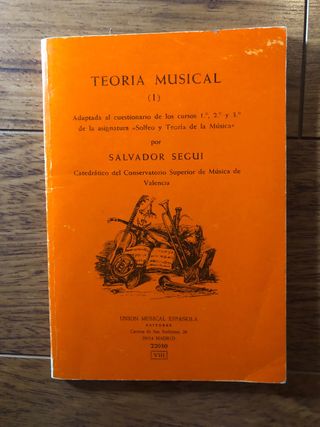 TEORIA MUSICAL
(I)
Adaptada al cuestionario de los cursos 1.º, 2.º y 3.º
de la asignatura «Solfeo y Teoría de la Música»
por
SALVADOR SEGUI
Catedrático del Conservatorio Superior de Música de
Valencia
UNION MUSICAL ESPAÑOLA
EDITORES
Carrera de San Jerónimo, 26
28014 MADRID
22010
VIII